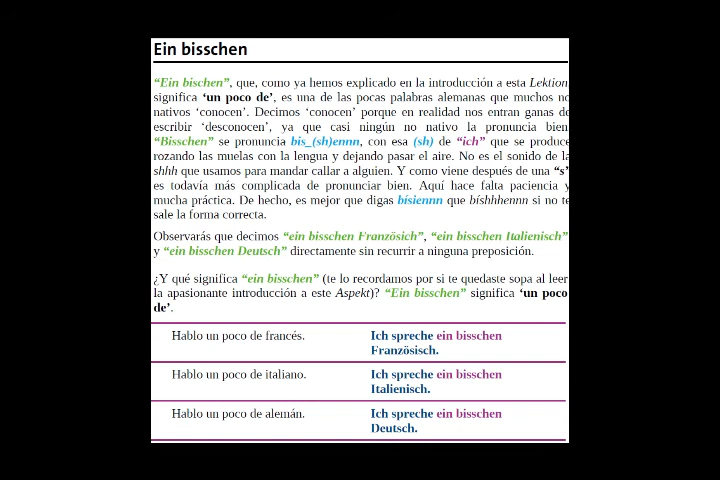 Ein bisschen
“Ein bischen”, que, como ya hemos explicado en la introducción a esta Lektion
significa ‘un poco de’, es una de las pocas palabras alemanas que muchos no
nativos ‘conocen’. Decimos ‘conocen’ porque en realidad nos entran ganas de
escribir ‘desconocen’, ya que casi ningún no nativo la pronuncia bien
“Bisschen” se pronuncia bis_(sh)ennn, con esa (sh) de “ich” que se produce
rozando las muelas con la lengua y dejando pasar el aire. No es el sonido de la
shhh que usamos para mandar callar a alguien. Y como viene después de una “s”
es todavía más complicada de pronunciar bien. Aquí hace falta paciencia y
mucha práctica. De hecho, es mejor que digas bísiennn que bíshhhennn si no te
sale la forma correcta.
Observarás que decimos “ein bisschen Französich”, “ein bisschen Italienisch”
y “ein bisschen Deutsch” directamente sin recurrir a ninguna preposición.
¿Y qué significa “ein bisschen” (te lo recordamos por si te quedaste sopa al leer
la apasionante introducción a este Aspekt)? “Ein bisschen” significa ‘un poco
de’.
Hablo un poco de francés. Ich spreche ein bisschen
Französisch.
Hablo un poco de italiano. Ich spreche ein bisschen
Italienisch.
Hablo un poco de alemán. Ich spreche ein bisschen
Deutsch.